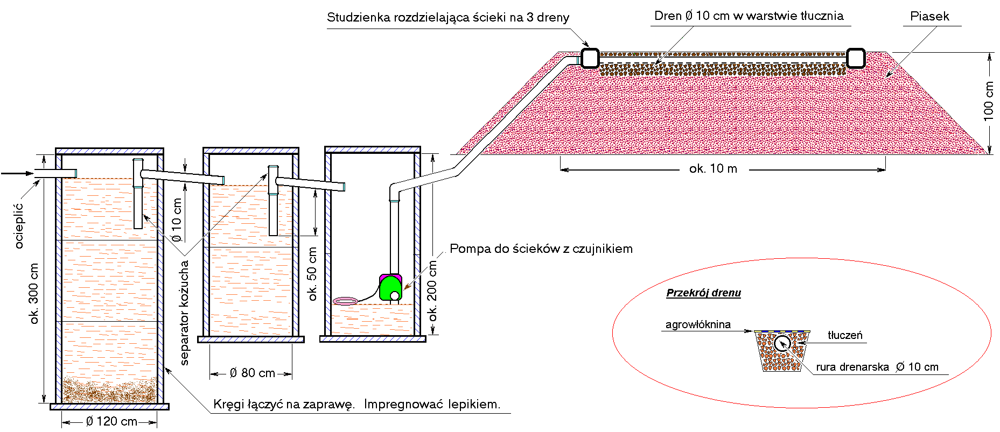 Studzienka rozdzielająca ścieki na 3 dreny
Dren Ø 10 cm w warstwie tłucznia
Piasek
100 cm
ok. 10 m
ocieplić
Ø 10 cm
ok. 300 cm
separator kożucha
ok. 50 cm
ok. 200 cm
Pompa do ścieków z czujnikiem
Ø 80 cm
Kręgi łączyć na zaprawę. Impregnować lepikiem.
Ø 120 cm
Przekrój drenu
agrowłóknina
tłuczeń
rura drenarska Ø 10 cm